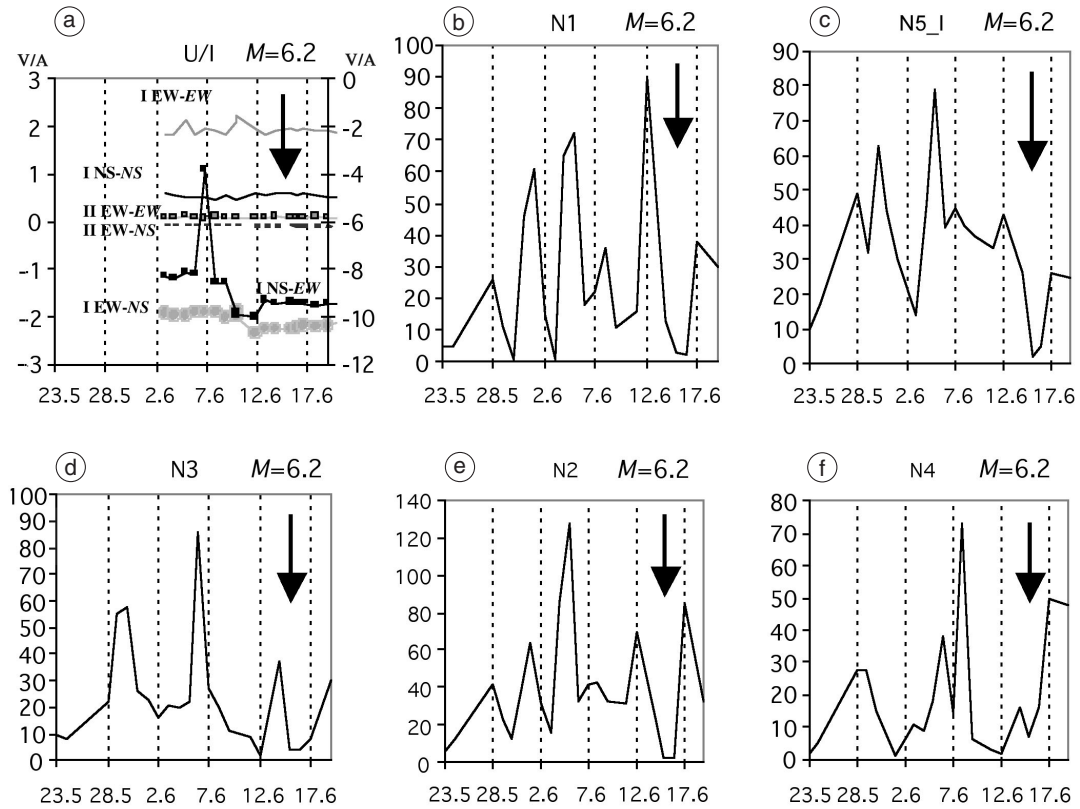 a
U/I M=6.2
V/A V/A
3 0
2 -2
1 -4
0 -6
-1 -8
-2 -10
-3 -12
I EW-EW
I NS-NS
II EW-EW
II EW-NS
I NS-EW
I EW-NS
23.5 28.5 2.6 7.6 12.6 17.6
b
N1 M=6.2
100
90
80
70
60
50
40
30
20
10
0
23.5 28.5 2.6 7.6 12.6 17.6
c
N5_I M=6.2
90
80
70
60
50
40
30
20
10
0
23.5 28.5 2.6 7.6 12.6 17.6
d
N3 M=6.2
100
90
80
70
60
50
40
30
20
10
0
23.5 28.5 2.6 7.6 12.6 17.6
e
N2 M=6.2
140
120
100
80
60
40
20
0
23.5 28.5 2.6 7.6 12.6 17.6
f
N4 M=6.2
80
70
60
50
40
30
20
10
0
23.5 28.5 2.6 7.6 12.6 17.6